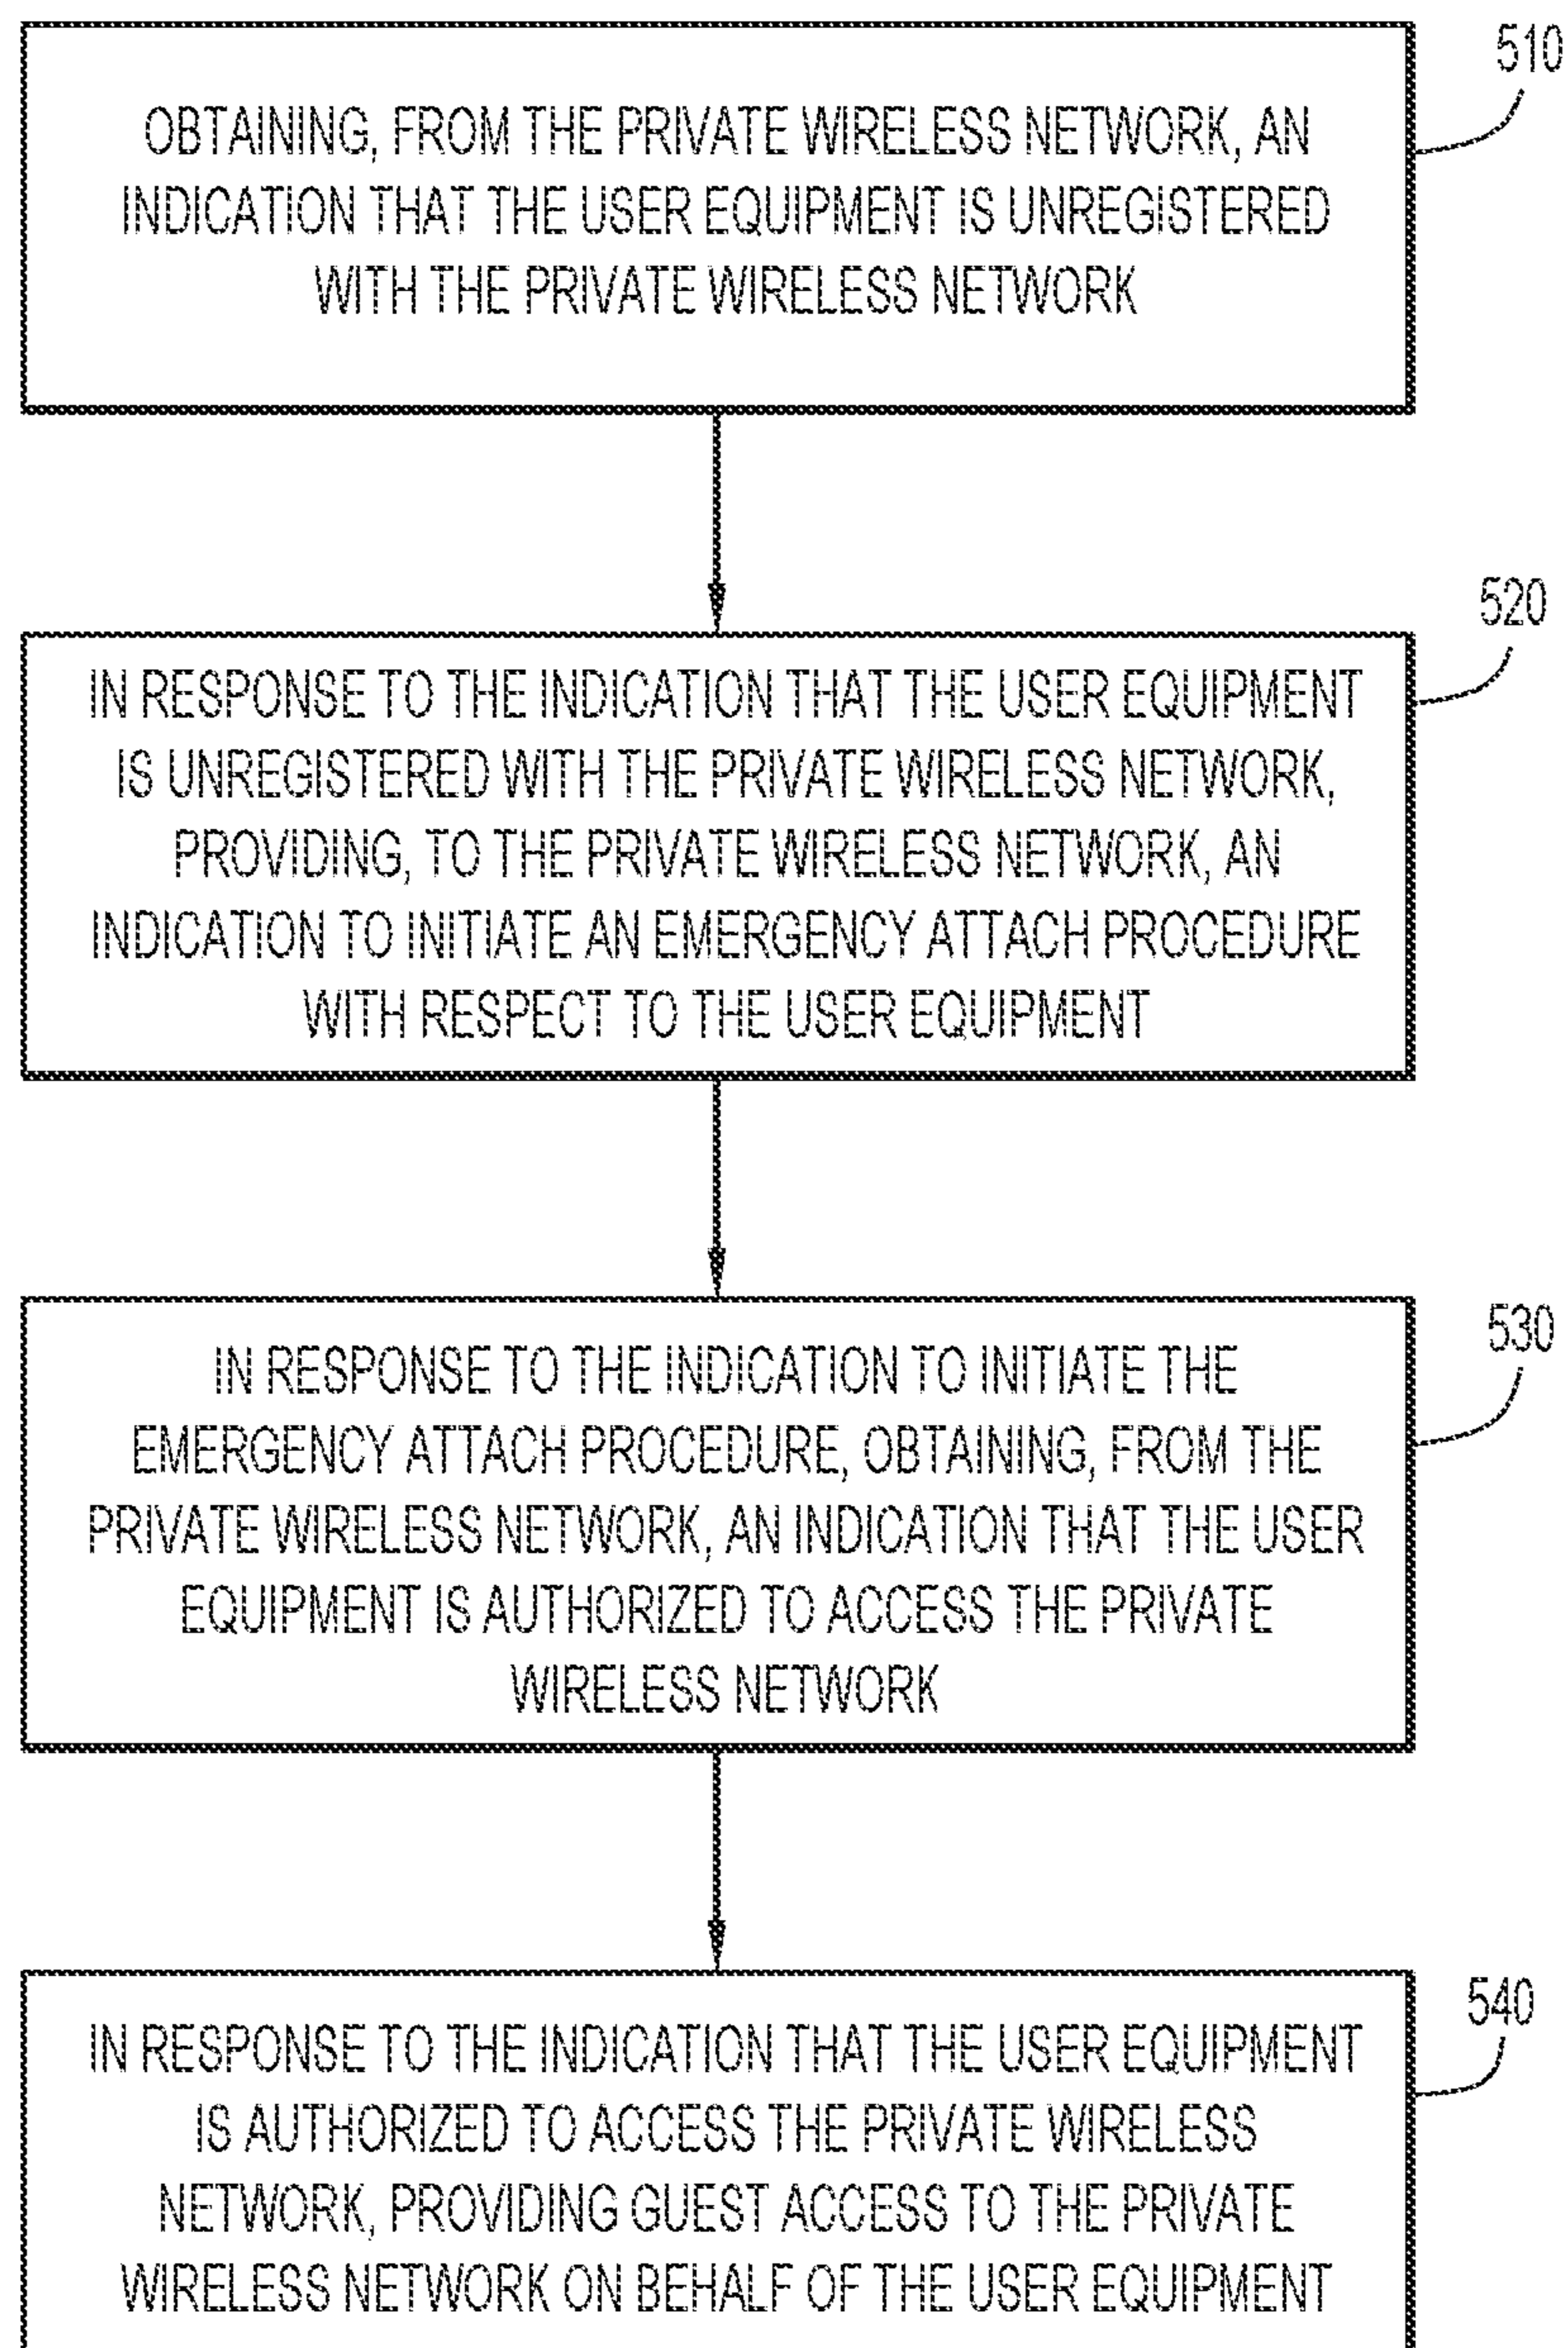 510
OBTAINING, FROM THE PRIVATE WIRELESS NETWORK, AN
INDICATION THAT THE USER EQUIPMENT IS UNREGISTERED
WITH THE PRIVATE WIRELESS NETWORK
520
IN RESPONSE TO THE INDICATION THAT THE USER EQUIPMENT
IS UNREGISTERED WITH THE PRIVATE WIRELESS NETWORK,
PROVIDING, TO THE PRIVATE WIRELESS NETWORK, AN
INDICATION TO INITIATE AN EMERGENCY ATTACH PROCEDURE
WITH RESPECT TO THE USER EQUIPMENT
530
IN RESPONSE TO THE INDICATION TO INITIATE THE
EMERGENCY ATTACH PROCEDURE, OBTAINING, FROM THE
PRIVATE WIRELESS NETWORK, AN INDICATION THAT THE USER
EQUIPMENT IS AUTHORIZED TO ACCESS THE PRIVATE
WIRELESS NETWORK
540
IN RESPONSE TO THE INDICATION THAT THE USER EQUIPMENT
IS AUTHORIZED TO ACCESS THE PRIVATE WIRELESS
NETWORK, PROVIDING GUEST ACCESS TO THE PRIVATE
WIRELESS NETWORK ON BEHALF OF THE USER EQUIPMENT